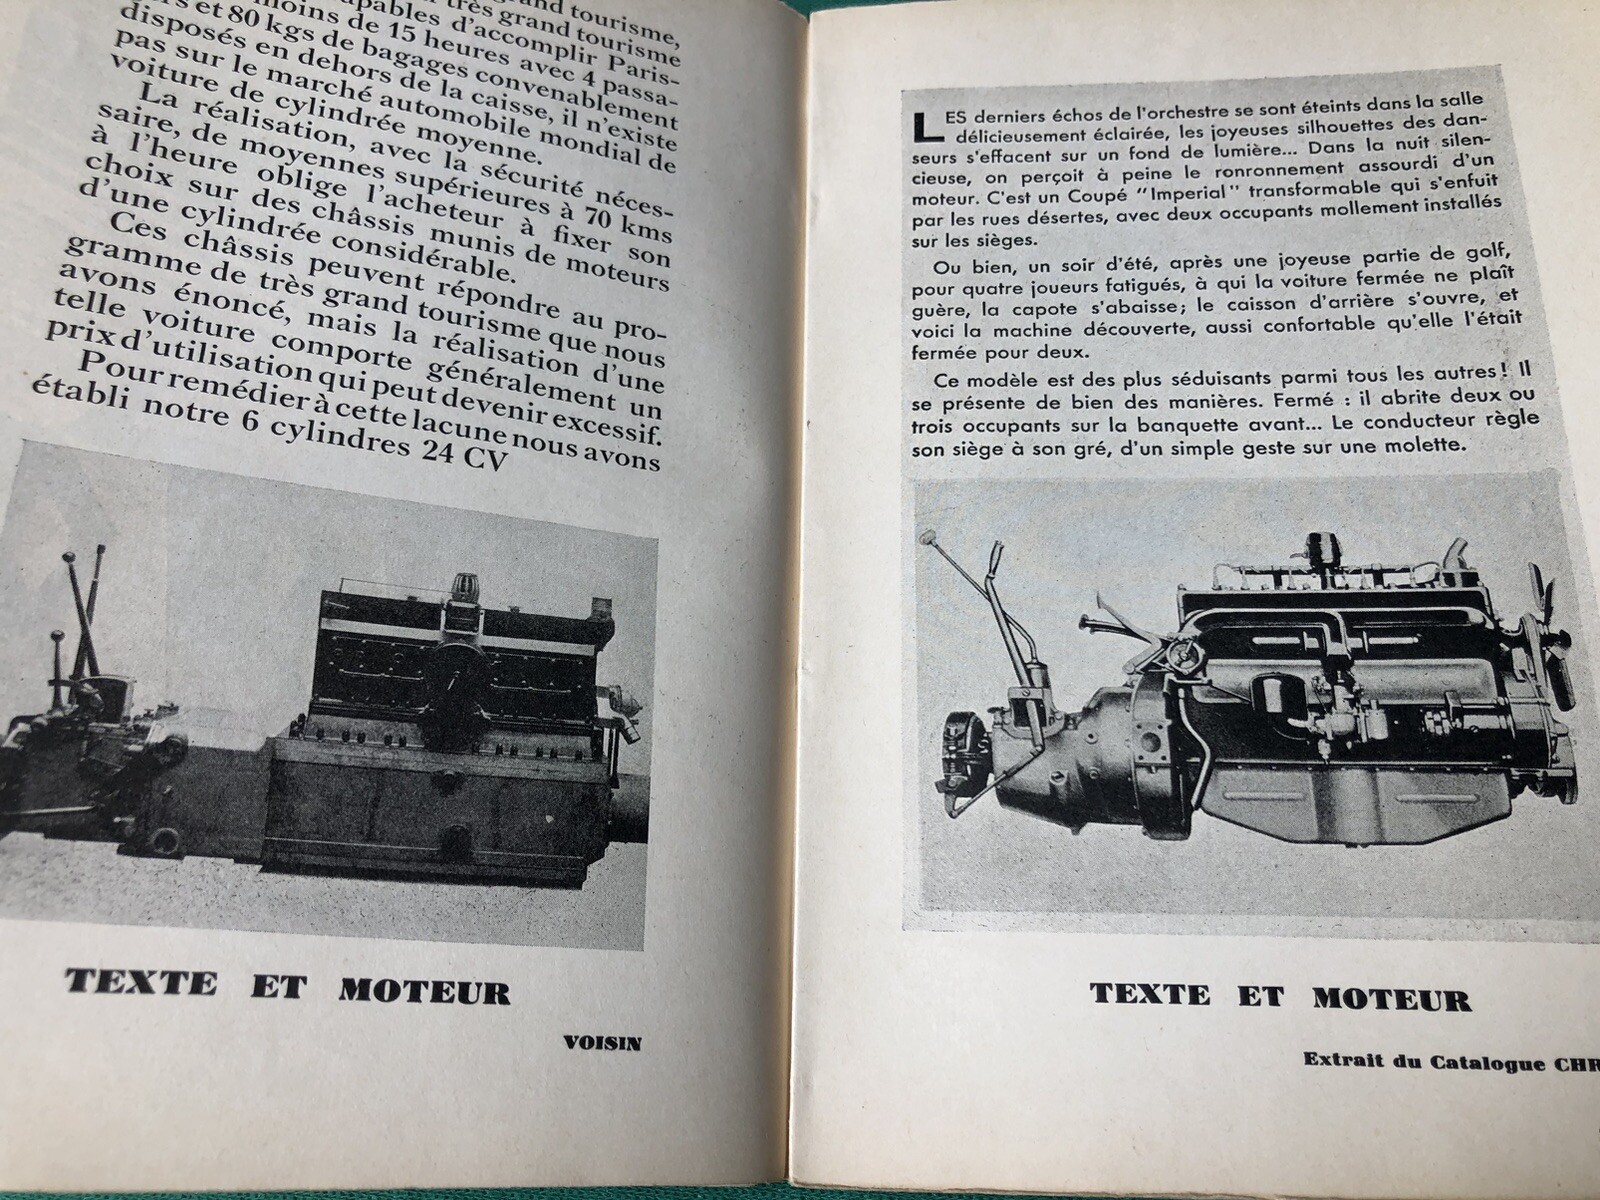 grand tourisme,
très grand tourisme
capables d'accomplir Paris-
moins de 15 heures avec 4 passa-
et 80 kgs de bagages convenablement
disposés en dehors de la caisse, il n'existe
pas sur le marché automobile mondial de
voiture de cylindrée moyenne.
La réalisation, avec la sécurité néces-
saire, de moyennes supérieures à 70 kms
à l'heure oblige l'acheteur à fixer son
choix sur des châssis munis de moteurs
d'une cylindrée considérable.
Ces châssis peuvent répondre au pro-
gramme de très grand tourisme que nous
avons énoncé, mais la réalisation d'une
telle voiture comporte généralement un
prix d'utilisation qui peut devenir excessif.
Pour remédier à cette lacune nous avons
établi notre 6 cylindres 24 CV
TEXTE ET MOTEUR
VOISIN
LES derniers échos de l'orchestre se sont éteints dans la salle
délicieusement éclairée, les joyeuses silhouettes des dan-
seurs s'effacent sur un fond de lumière... Dans la nuit silen-
cieuse, on perçoit à peine le ronronnement assourdi d'un
moteur. C'est un Coupé "Imperial" transformable qui s'enfuit
par les rues désertes, avec deux occupants mollement installés
sur les sièges.
Ou bien, un soir d'été, après une joyeuse partie de golf,
pour quatre joueurs fatigués, à qui la voiture fermée ne plaît
guère, la capote s'abaisse; le caisson d'arrière s'ouvre, et
voici la machine découverte, aussi confortable qu'elle l'était
fermée pour deux.
Ce modèle est des plus séduisants parmi tous les autres! Il
se présente de bien des manières. Fermé : il abrite deux ou
trois occupants sur la banquette avant... Le conducteur règle
son siège à son gré, d'un simple geste sur une molette.
TEXTE ET MOTEUR
Extrait du Catalogue CHR